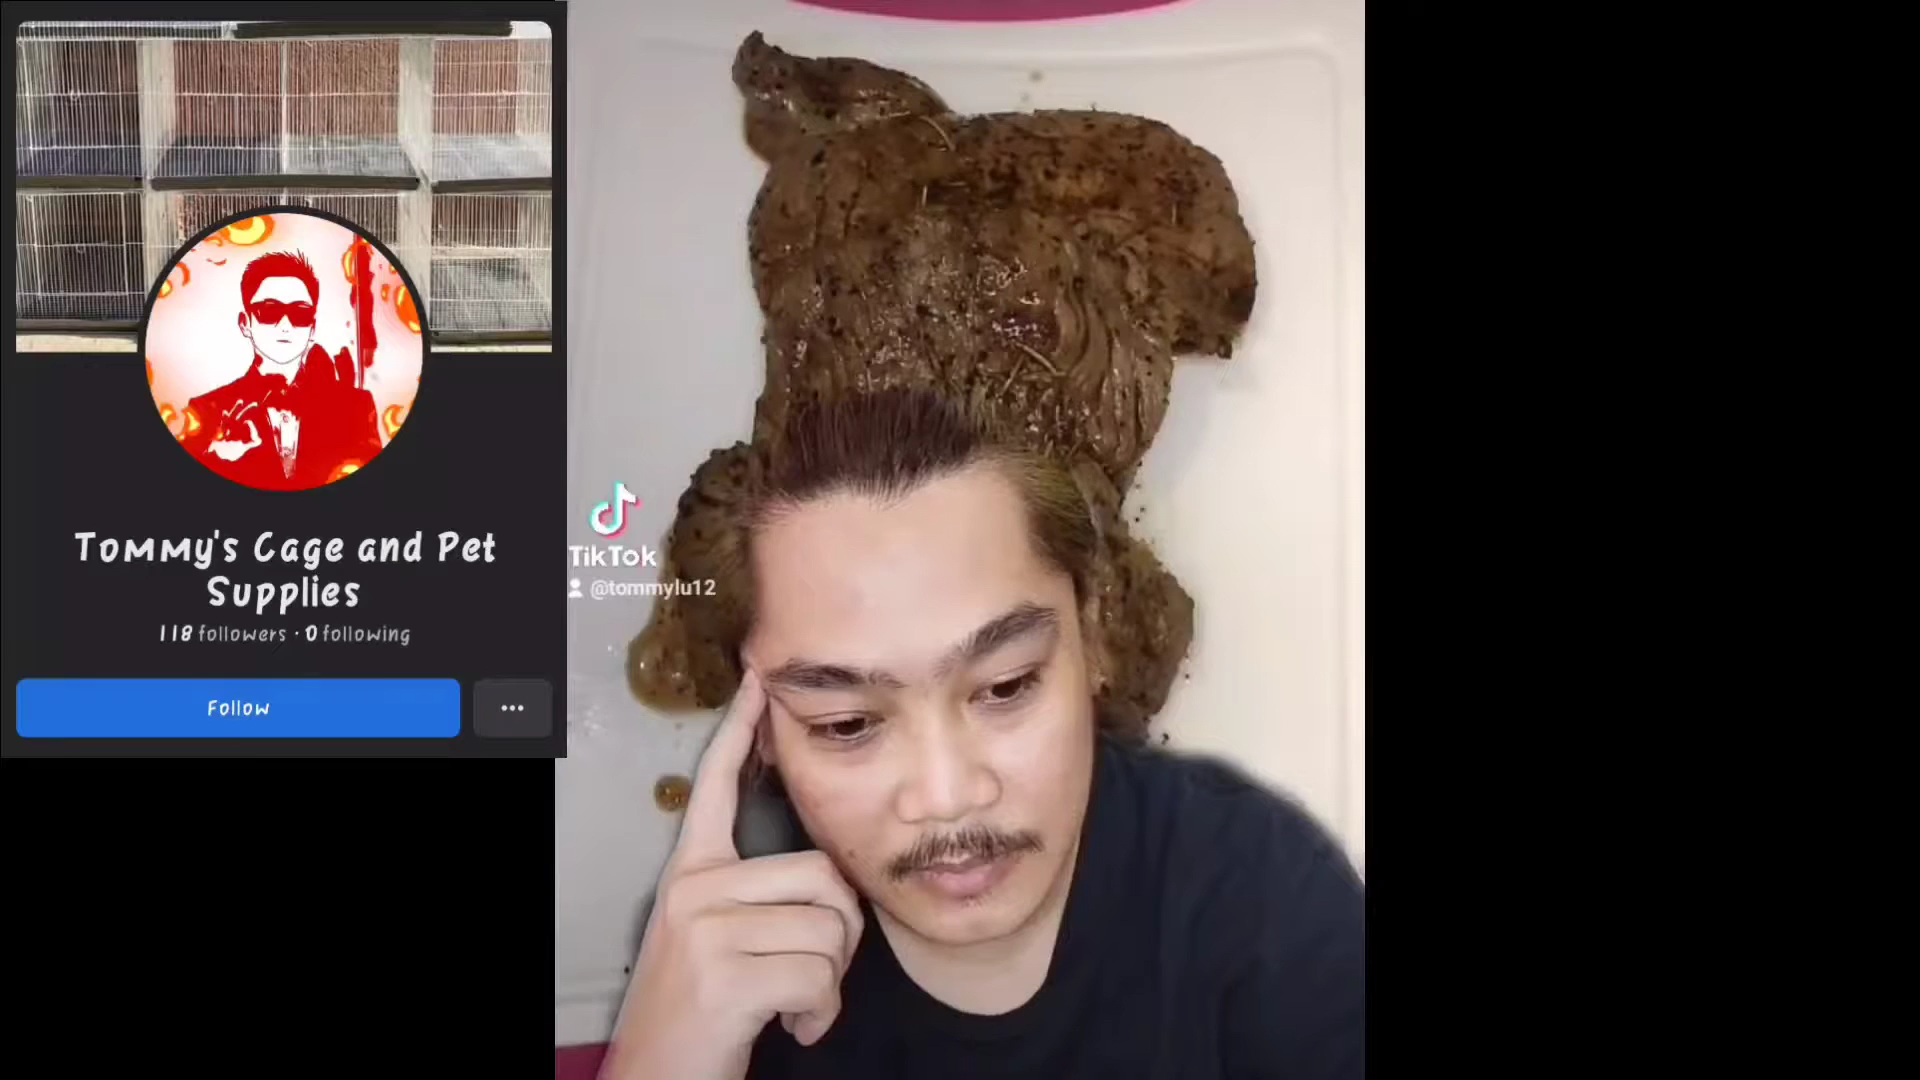 Tommy's Cage and Pet
Supplies
118 followers · 0 following
Follow
TikTok
@tommylu12